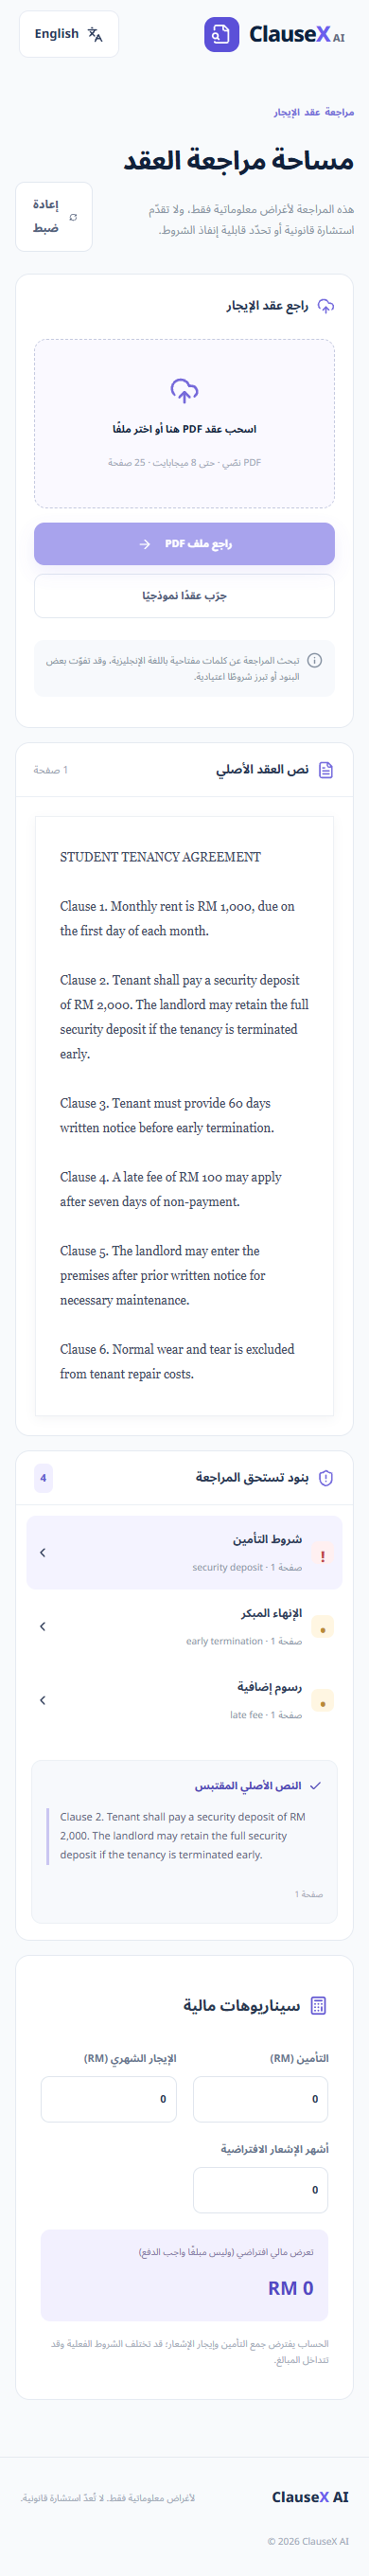 ClauseX AI
English
مراجعة عقد الإيجار
مساحة مراجعة العقد
هذه المراجعة لأغراض معلوماتية فقط، ولا تقدّم
استشارة قانونية أو تحدّد قابلية إنفاذ الشروط.
إعادة
ضبط
راجع عقد الإيجار
اسحب عقد PDF هنا أو اختر ملفًا
PDF نصّي · حتى 8 ميجابايت · 25 صفحة
راجع ملف PDF
جرّب عقدًا نموذجيًا
تبحث المراجعة عن كلمات مفتاحية باللغة الإنجليزية، وقد تفوّت بعض
البنود أو تبرز شروطًا اعتيادية.
نص العقد الأصلي
1 صفحة
STUDENT TENANCY AGREEMENT
Clause 1. Monthly rent is RM 1,000, due on
the first day of each month.
Clause 2. Tenant shall pay a security deposit
of RM 2,000. The landlord may retain the full
security deposit if the tenancy is terminated
early.
Clause 3. Tenant must provide 60 days
written notice before early termination.
Clause 4. A late fee of RM 100 may apply
after seven days of non-payment.
Clause 5. The landlord may enter the
premises after prior written notice for
necessary maintenance.
Clause 6. Normal wear and tear is excluded
from tenant repair costs.
بنود تستحق المراجعة
4
شروط التأمين
صفحة 1 · security deposit
الإنهاء المبكر
صفحة 1 · early termination
رسوم إضافية
صفحة 1 · late fee
النص الأصلي المقتبس
Clause 2. Tenant shall pay a security deposit of RM
2,000. The landlord may retain the full security
deposit if the tenancy is terminated early.
صفحة 1
سيناريوهات مالية
التأمين (RM)
الإيجار الشهري (RM)
0
0
أشهر الإشعار الافتراضية
0
تعرض مالي افتراضي (وليس مبلغًا واجب الدفع)
RM 0
الحساب يفترض جمع التأمين وإيجار الإشعار؛ قد تختلف الشروط الفعلية وقد
تتداخل المبالغ.
ClauseX AI
لأغراض معلوماتية فقط. لا تُعدّ استشارة قانونية.
© 2026 ClauseX AI